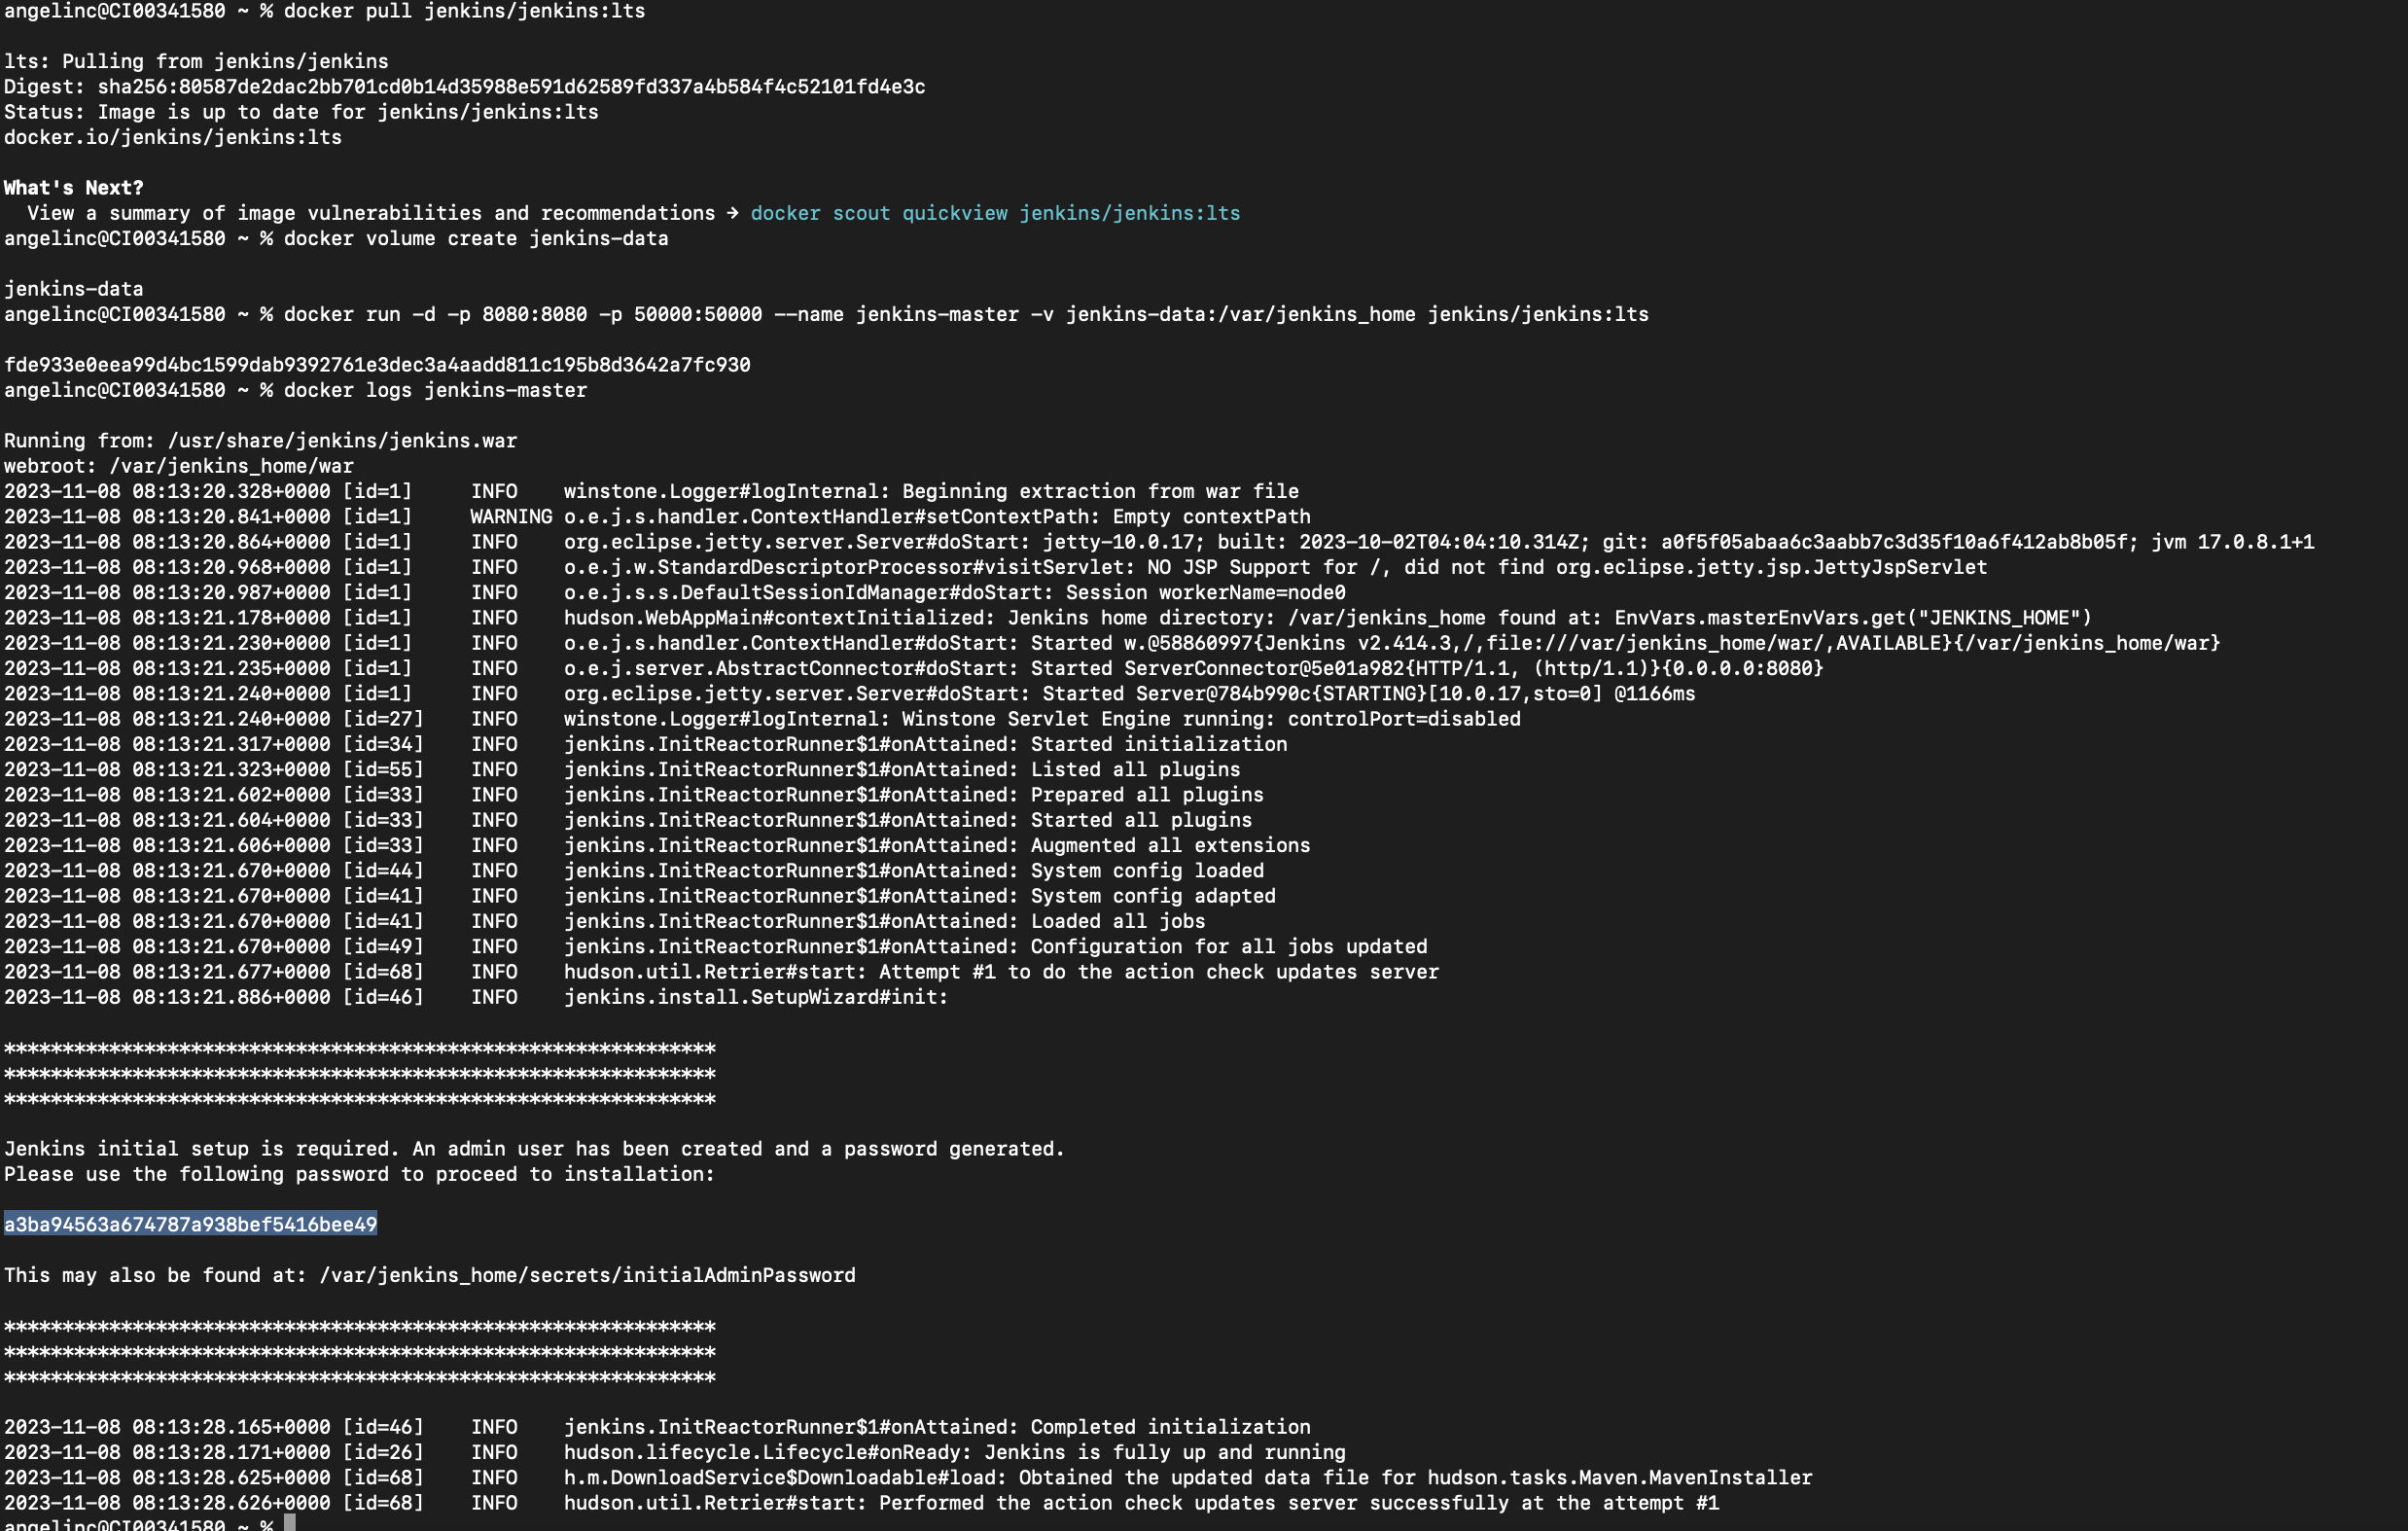 angelinc@CI00341580 ~ % docker pull jenkins/jenkins:lts
lts: Pulling from jenkins/jenkins
Digest: sha256:80587de2dac2bb701cd0b14d35988e591d62589fd337a4b584f4c52101fd4e3c
Status: Image is up to date for jenkins/jenkins:lts
docker.io/jenkins/jenkins:lts
What's Next?
View a summary of image vulnerabilities and recommendations → docker scout quickview jenkins/jenkins:lts
angelinc@CI00341580 ~ % docker volume create jenkins-data
jenkins-data
angelinc@CI00341580 ~ % docker run -d -p 8080:8080 -p 50000:50000 --name jenkins-master -v jenkins-data:/var/jenkins_home jenkins/jenkins:lts
fde933e0eea99d4bc1599dab9392761e3dec3a4aadd811c195b8d3642a7fc930
angelinc@CI00341580 ~ % docker logs jenkins-master
Running from: /usr/share/jenkins/jenkins.war
webroot: /var/jenkins_home/war
2023-11-08 08:13:20.328+0000 [id=1] INFO winstone.Logger#logInternal: Beginning extraction from war file
2023-11-08 08:13:20.841+0000 [id=1] WARNING o.e.j.s.handler.ContextHandler#setContextPath: Empty contextPath
2023-11-08 08:13:20.864+0000 [id=1] INFO org.eclipse.jetty.server.Server#doStart: jetty-10.0.17; built: 2023-10-02T04:04:10.314Z; git: a0f5f05abaa6c3aabb7c3d35f10a6f412ab8b05f; jvm 17.0.8.1+1
2023-11-08 08:13:20.968+0000 [id=1] INFO o.e.j.w.StandardDescriptorProcessor#visitServlet: NO JSP Support for /, did not find org.eclipse.jetty.jsp.JettyJspServlet
2023-11-08 08:13:20.987+0000 [id=1] INFO o.e.j.s.s.DefaultSessionIdManager#doStart: Session workerName=node0
2023-11-08 08:13:21.178+0000 [id=1] INFO hudson.WebAppMain#contextInitialized: Jenkins home directory: /var/jenkins_home found at: EnvVars.masterEnvVars.get("JENKINS_HOME")
2023-11-08 08:13:21.230+0000 [id=1] INFO o.e.j.s.handler.ContextHandler#doStart: Started w.@58860997{Jenkins v2.414.3,/,file:///var/jenkins_home/war/,AVAILABLE}{/var/jenkins_home/war}
2023-11-08 08:13:21.235+0000 [id=1] INFO o.e.j.server.AbstractConnector#doStart: Started ServerConnector@5e01a982{HTTP/1.1, (http/1.1)}{0.0.0.0:8080}
2023-11-08 08:13:21.240+0000 [id=1] INFO org.eclipse.jetty.server.Server#doStart: Started Server@784b990c{STARTING}[10.0.17,sto=0] @1166ms
2023-11-08 08:13:21.240+0000 [id=27] INFO winstone.Logger#logInternal: Winstone Servlet Engine running: controlPort=disabled
2023-11-08 08:13:21.317+0000 [id=34] INFO jenkins.InitReactorRunner$1#onAttained: Started initialization
2023-11-08 08:13:21.323+0000 [id=55] INFO jenkins.InitReactorRunner$1#onAttained: Listed all plugins
2023-11-08 08:13:21.602+0000 [id=33] INFO jenkins.InitReactorRunner$1#onAttained: Prepared all plugins
2023-11-08 08:13:21.604+0000 [id=33] INFO jenkins.InitReactorRunner$1#onAttained: Started all plugins
2023-11-08 08:13:21.606+0000 [id=33] INFO jenkins.InitReactorRunner$1#onAttained: Augmented all extensions
2023-11-08 08:13:21.670+0000 [id=44] INFO jenkins.InitReactorRunner$1#onAttained: System config loaded
2023-11-08 08:13:21.670+0000 [id=41] INFO jenkins.InitReactorRunner$1#onAttained: System config adapted
2023-11-08 08:13:21.670+0000 [id=41] INFO jenkins.InitReactorRunner$1#onAttained: Loaded all jobs
2023-11-08 08:13:21.670+0000 [id=49] INFO jenkins.InitReactorRunner$1#onAttained: Configuration for all jobs updated
2023-11-08 08:13:21.677+0000 [id=68] INFO hudson.util.Retrier#start: Attempt #1 to do the action check updates server
2023-11-08 08:13:21.886+0000 [id=46] INFO jenkins.install.SetupWizard#init:
*************************************************************
*************************************************************
*************************************************************
Jenkins initial setup is required. An admin user has been created and a password generated.
Please use the following password to proceed to installation:
a3ba94563a674787a938bef5416bee49
This may also be found at: /var/jenkins_home/secrets/initialAdminPassword
*************************************************************
*************************************************************
*************************************************************
2023-11-08 08:13:28.165+0000 [id=46] INFO jenkins.InitReactorRunner$1#onAttained: Completed initialization
2023-11-08 08:13:28.171+0000 [id=26] INFO hudson.lifecycle.Lifecycle#onReady: Jenkins is fully up and running
2023-11-08 08:13:28.625+0000 [id=68] INFO h.m.DownloadService$Downloadable#load: Obtained the updated data file for hudson.tasks.Maven.MavenInstaller
2023-11-08 08:13:28.626+0000 [id=68] INFO hudson.util.Retrier#start: Performed the action check updates server successfully at the attempt #1
angelinc@CI00341580 ~ %